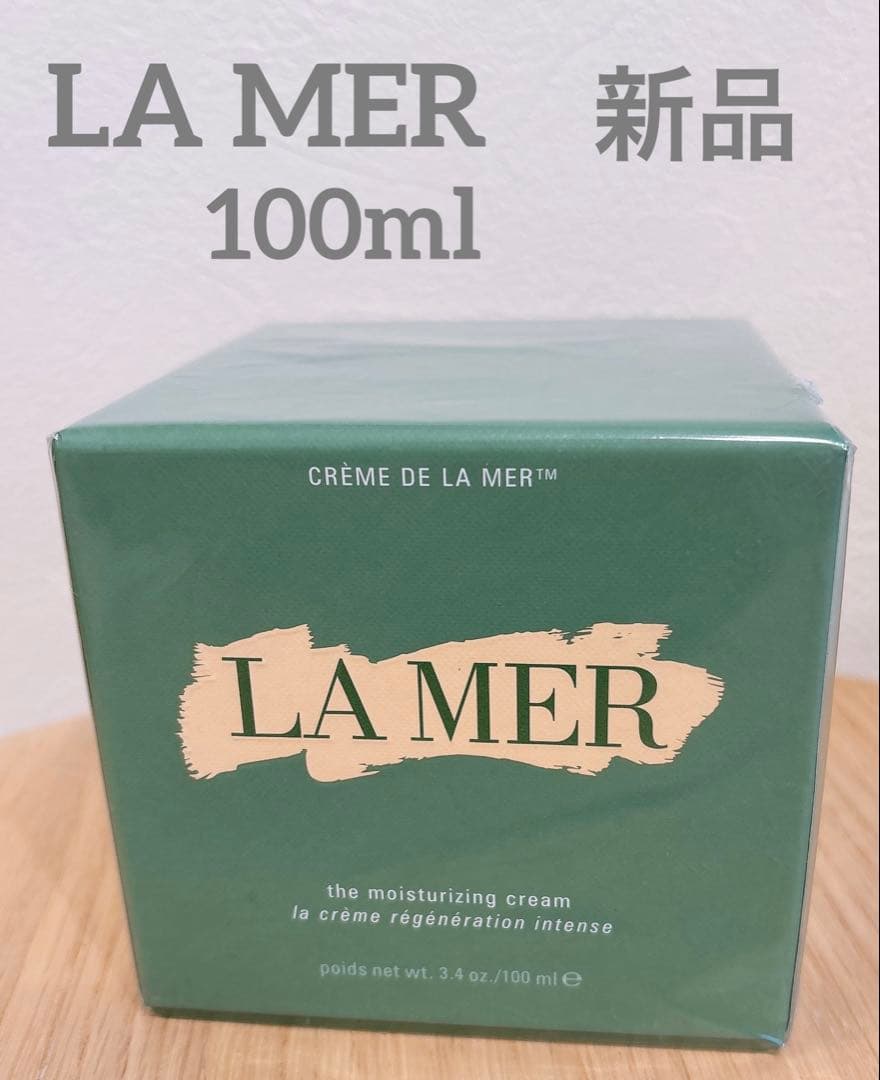 LA MER 新品
100ml
CRÈME DE LA MER™
LA MER
the moisturizing cream
la crème régénération intense
poids net wt. 3.4 oz./100 ml ℮